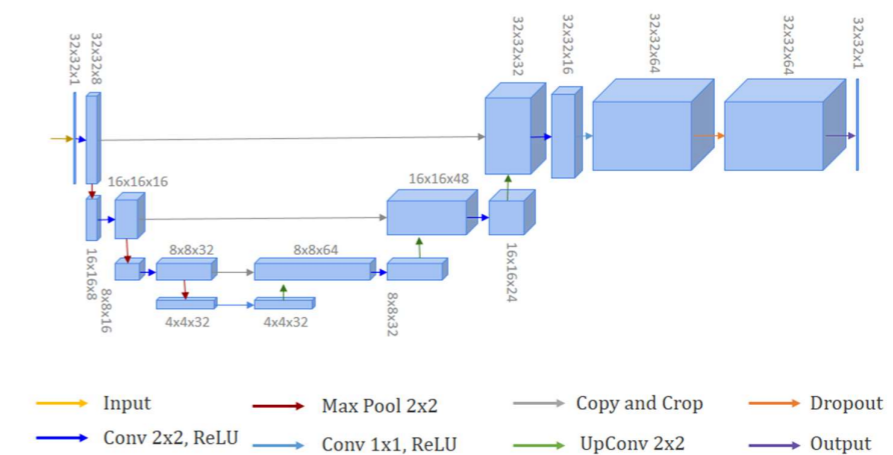 32x32x1
32x32x8
32x32x32
32x32x16
32x32x64
32x32x64
32x32x1
16x16x16
16x16x48
16x16x8
8x8x32
8x8x64
16x16x24
8x8x16
4x4x32
4x4x32
8x8x32
Input
Max Pool 2x2
Copy and Crop
Dropout
Conv 2x2, ReLU
Conv 1x1, ReLU
UpConv 2x2
Output